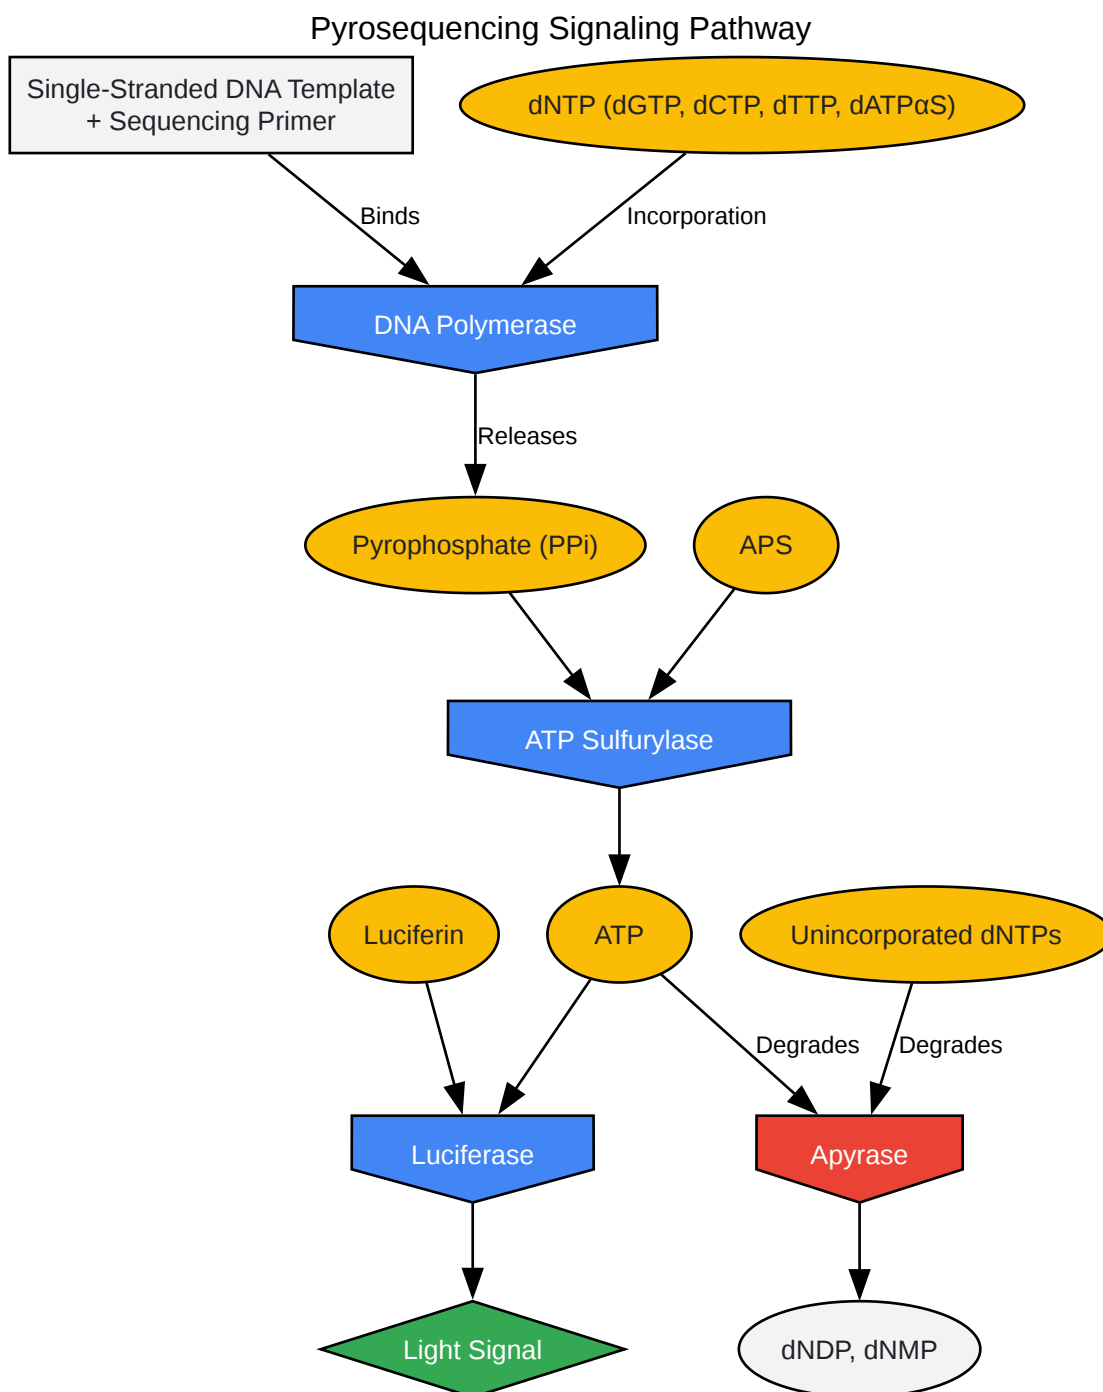 Pyrosequencing Signaling Pathway
Single-Stranded DNA Template
+ Sequencing Primer
dNTP (dGTP, dCTP, dTTP, dATPαS)
Binds
Incorporation
DNA Polymerase
Releases
Pyrophosphate (PPi)
APS
ATP Sulfurylase
Luciferin
ATP
Unincorporated dNTPs
Degrades
Degrades
Luciferase
Apyrase
Light Signal
dNDP, dNMP